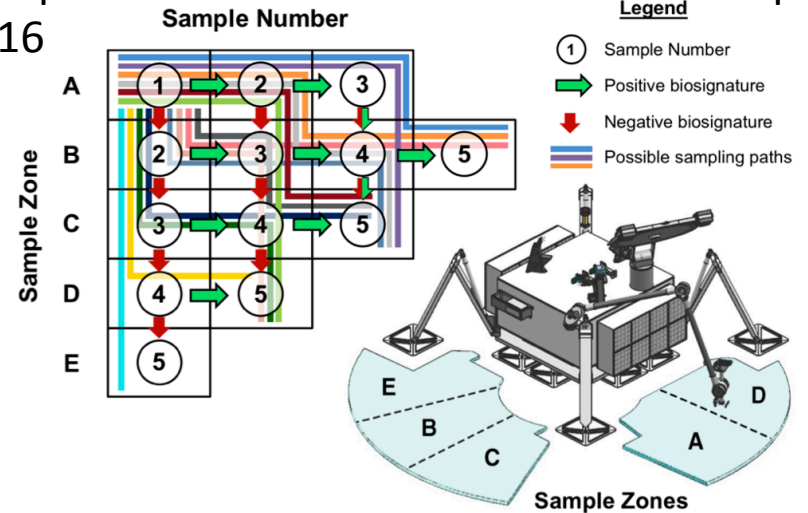 Sample Number
16
A 1 2 3
B 2 3 4 5
C 3 4 5
D 4 5
E 5
Sample Zone
Legend
1 Sample Number
Positive biosignature
Negative biosignature
Possible sampling paths
E
B
C
A
D
Sample Zones